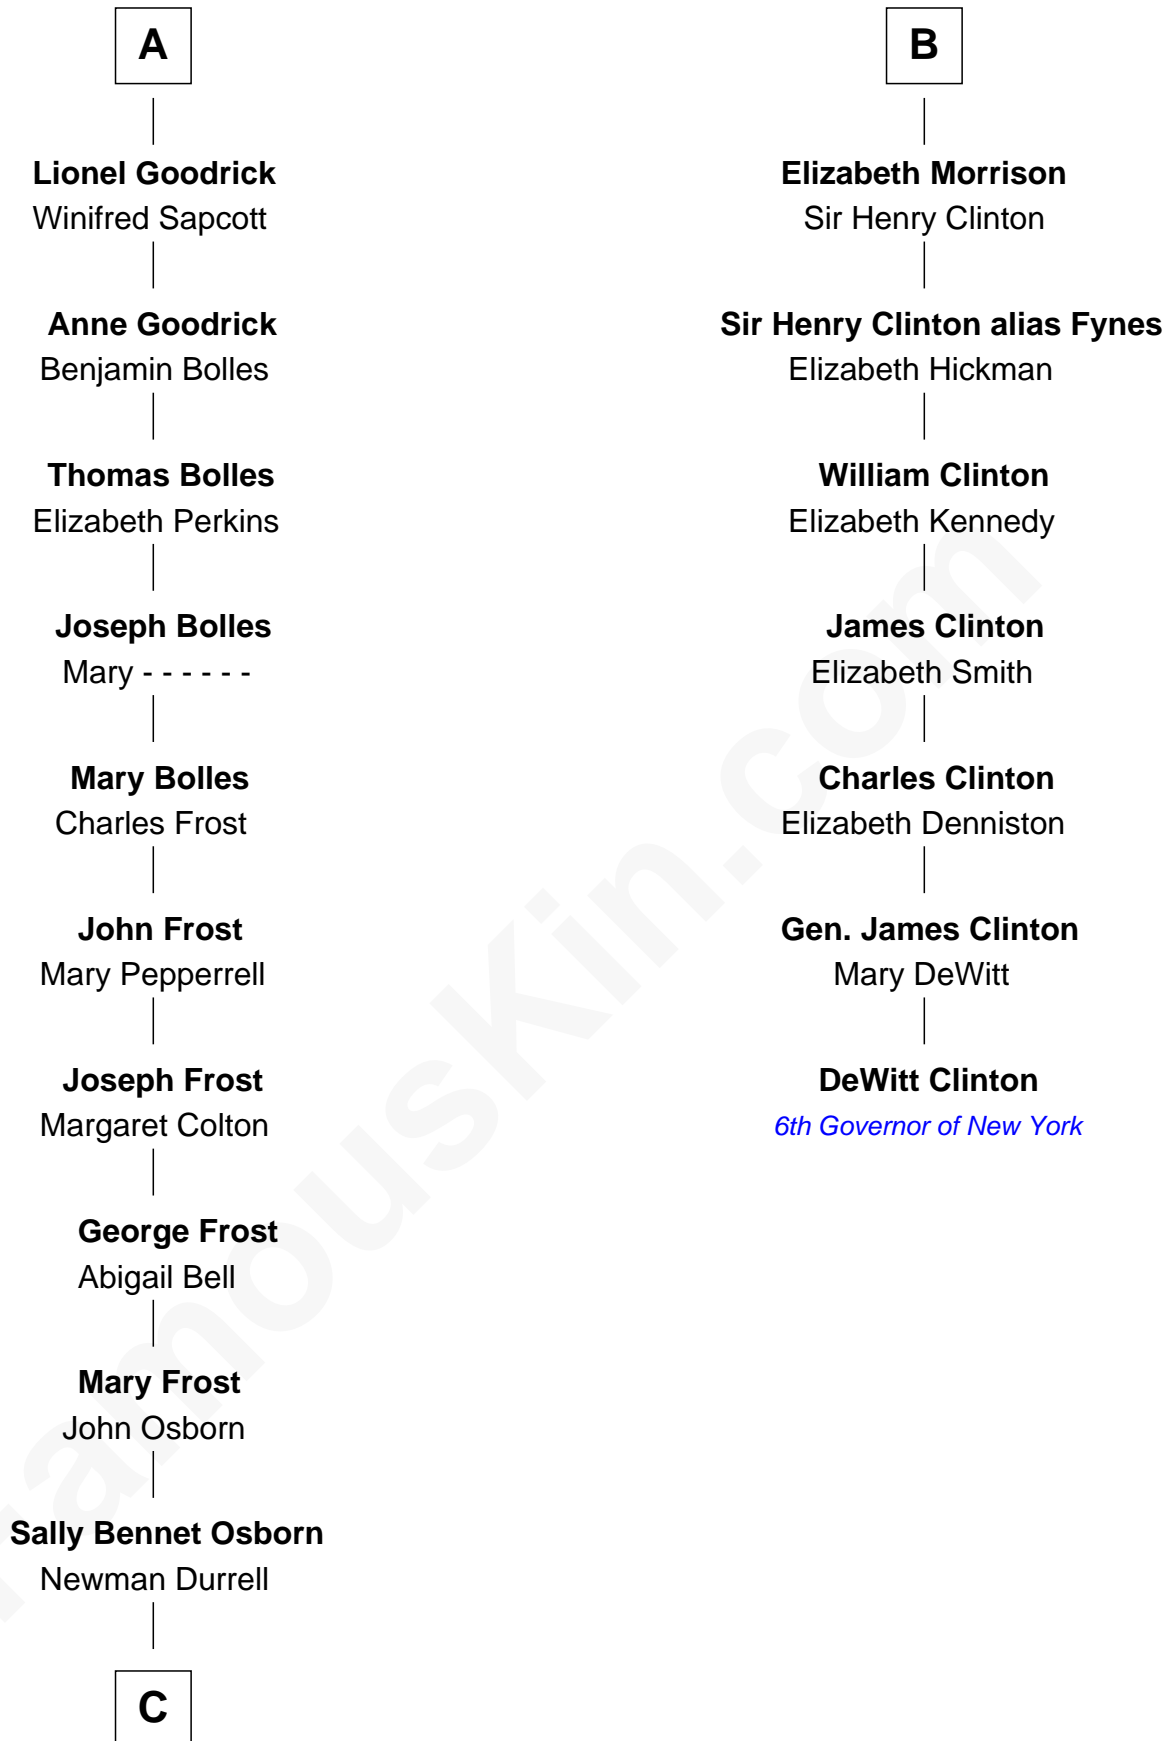 A
Lionel Goodrick
Winifred Sapcott
Anne Goodrick
Benjamin Bolles
Thomas Bolles
Elizabeth Perkins
Joseph Bolles
Mary - - - - - -
Mary Bolles
Charles Frost
John Frost
Mary Pepperrell
Joseph Frost
Margaret Colton
George Frost
Abigail Bell
Mary Frost
John Osborn
Sally Bennet Osborn
Newman Durrell
C
B
Elizabeth Morrison
Sir Henry Clinton
Sir Henry Clinton alias Fynes
Elizabeth Hickman
William Clinton
Elizabeth Kennedy
James Clinton
Elizabeth Smith
Charles Clinton
Elizabeth Denniston
Gen. James Clinton
Mary DeWitt
DeWitt Clinton
6th Governor of New York
FamousKin.com